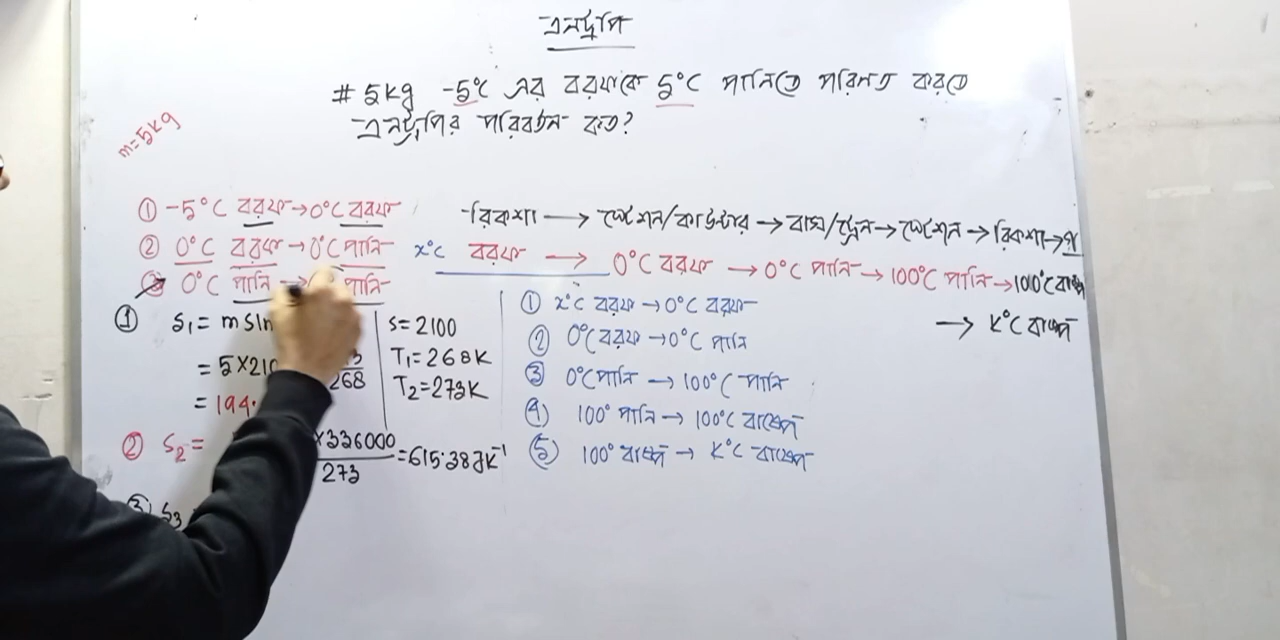 এনট্রপি
# 5kg -5°C এর বরফকে 5°C পানিতে পরিনত করতে
এনট্রপির পরিবর্তন কত?
m=5kg
① -5°C বরফ→0°C বরফ
② 0°C বরফ→0°C পানি
③ 0°C পানি → পানি
রিকশা → স্টেশন/কাউন্টার → বাস/ট্রেন→ স্টেশন → রিকশা→
x°C বরফ → 0°C বরফ → 0°C পানি → 100°C পানি → 100°C বাষ্প
→ K°C বাষ্প
① S₁ = m s ln
= 5×210 268
= 194.
S=2100
T₁=268K
T₂=273K
② S₂ = ×336000/273 =615.38JK⁻¹
③ S₃
① x°C বরফ →0°C বরফ
② 0°C বরফ →0°C পানি
③ 0°C পানি → 100°C পানি
④ 100° পানি → 100°C বাষ্পে
⑤ 100° বাষ্পে → K°C বাষ্পে